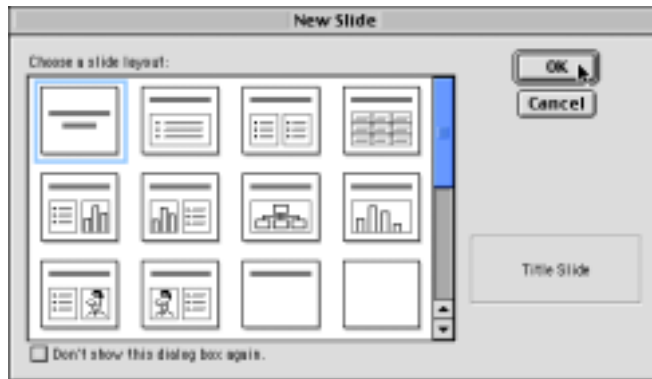 New Slide
Choose a slide layout:
OK
Cancel
Title Slide
Don't show this dialog box again.